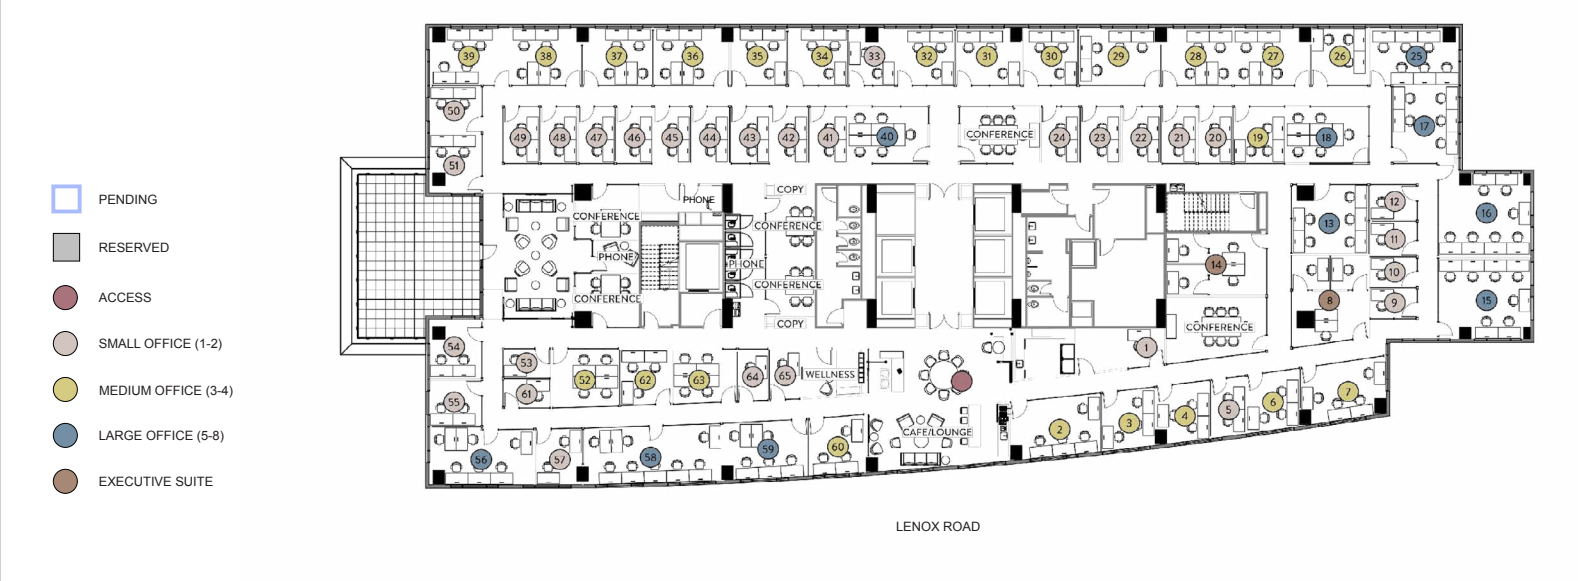 39 38 37 36 35 34 33 32 31 30 29 28 27 26 25
50
49 48 47 46 45 44 43 42 41 40 CONFERENCE 24 23 22 21 20 19 18 17
51
PENDING
COPY
PHONE
12
CONFERENCE
CONFERENCE
13
16
11
RESERVED
PHONE
PHONE
14
10
CONFERENCE
CONFERENCE
8
9
15
ACCESS
COPY
CONFERENCE
SMALL OFFICE (1-2)
54
1
53
52 62 63 64 65 WELLNESS
61
MEDIUM OFFICE (3-4)
55
7
6
5
4
3
2
CAFE/LOUNGE
LARGE OFFICE (5-8)
56 57 58 59 60
EXECUTIVE SUITE
LENOX ROAD